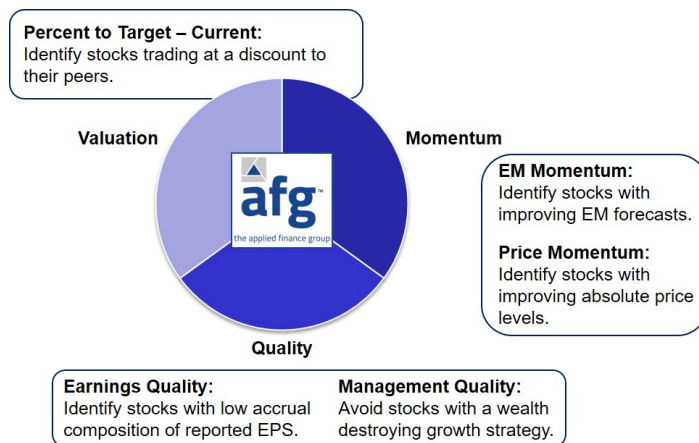 Percent to Target – Current:
Identify stocks trading at a discount to
their peers.
Valuation
Momentum
afg™
the applied finance group
EM Momentum:
Identify stocks with
improving EM forecasts.
Price Momentum:
Identify stocks with
improving absolute price
levels.
Quality
Earnings Quality:
Identify stocks with low accrual
composition of reported EPS.
Management Quality:
Avoid stocks with a wealth
destroying growth strategy.